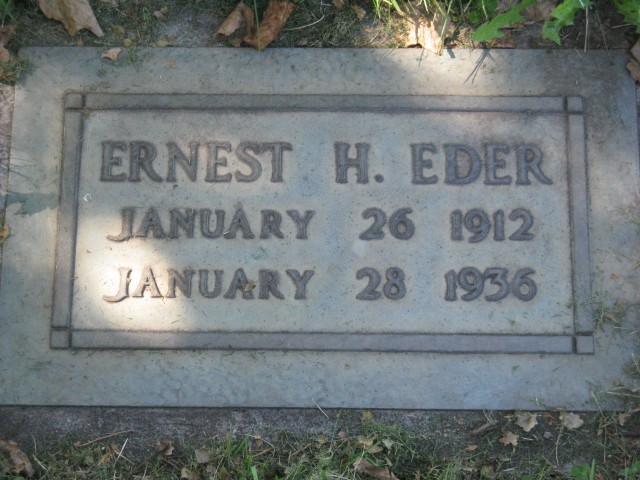 ERNEST H. EDER
JANUARY 26 1912
JANUARY 28 1936